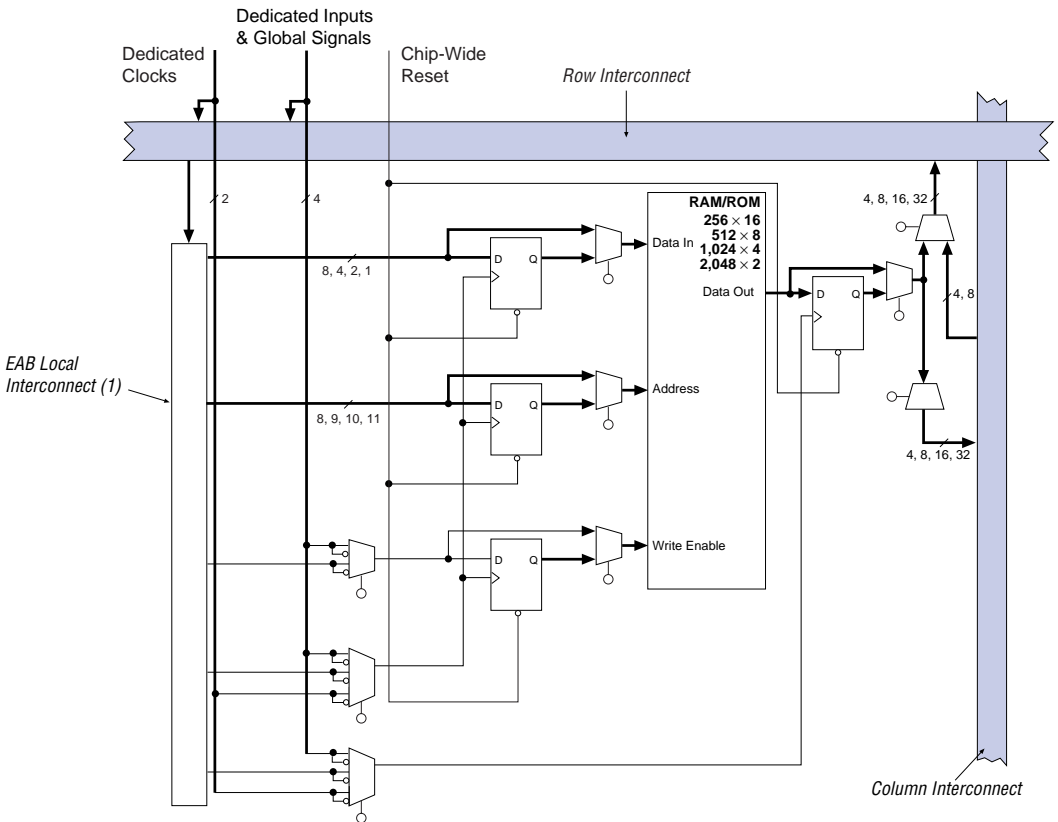 Dedicated Inputs
& Global Signals
Dedicated
Clocks
Chip-Wide
Reset
Row Interconnect
2
4
4, 8, 16, 32
RAM/ROM
256 × 16
512 × 8
1,024 × 4
2,048 × 2
Data In
D Q
8, 4, 2, 1
Data Out
D Q
4, 8
EAB Local
Interconnect (1)
Address
D Q
8, 9, 10, 11
4, 8, 16, 32
Write Enable
D Q
Column Interconnect